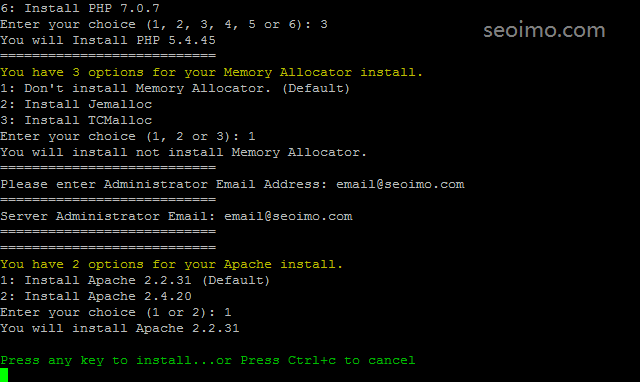 6: Install PHP 7.0.7
Enter your choice (1, 2, 3, 4, 5 or 6): 3
seoimo.com
You will Install PHP 5.4.45
===========================
You have 3 options for your Memory Allocator install.
1: Don't install Memory Allocator. (Default)
2: Install Jemalloc
3: Install TCMalloc
Enter your choice (1, 2 or 3): 1
You will install not install Memory Allocator.
===========================
Please enter Administrator Email Address: email@seoimo.com
===========================
Server Administrator Email: email@seoimo.com
===========================
===========================
You have 2 options for your Apache install.
1: Install Apache 2.2.31 (Default)
2: Install Apache 2.4.20
Enter your choice (1 or 2): 1
You will install Apache 2.2.31
Press any key to install...or Press Ctrl+c to cancel